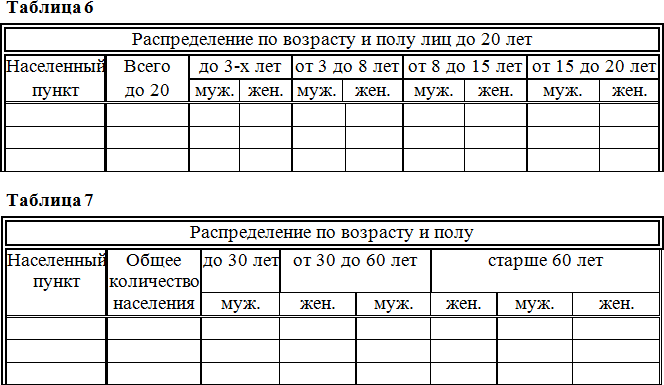 Таблица 6
Распределение по возрасту и полу лиц до 20 лет
Населенный Всего до 3-х лет от 3 до 8 лет от 8 до 15 лет от 15 до 20 лет
пункт до 20 муж. жен. муж. жен. муж. жен. муж. жен.
Таблица 7
Распределение по возрасту и полу
Населенный Общее до 30 лет от 30 до 60 лет старше 60 лет
пункт количество
населения муж. жен. муж. жен. муж. жен.